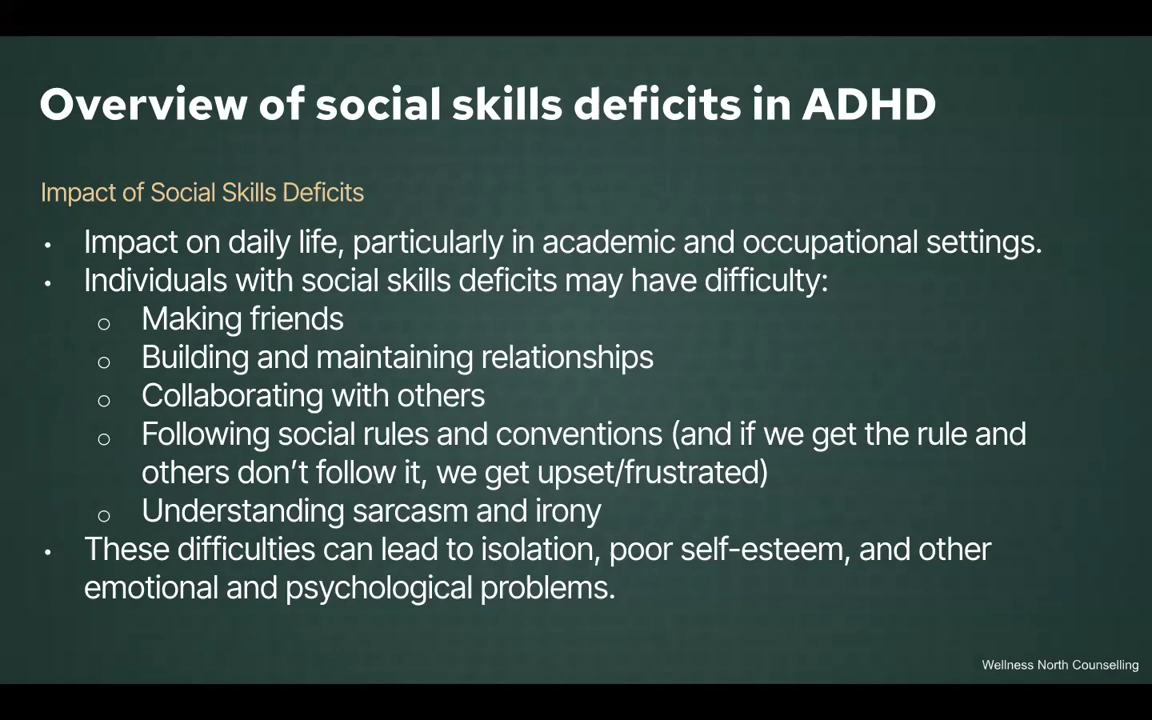 Overview of social skills deficits in ADHD
Impact of Social Skills Deficits
• Impact on daily life, particularly in academic and occupational settings.
• Individuals with social skills deficits may have difficulty:
o Making friends
o Building and maintaining relationships
o Collaborating with others
o Following social rules and conventions (and if we get the rule and
others don’t follow it, we get upset/frustrated)
o Understanding sarcasm and irony
• These difficulties can lead to isolation, poor self-esteem, and other
emotional and psychological problems.
Wellness North Counselling